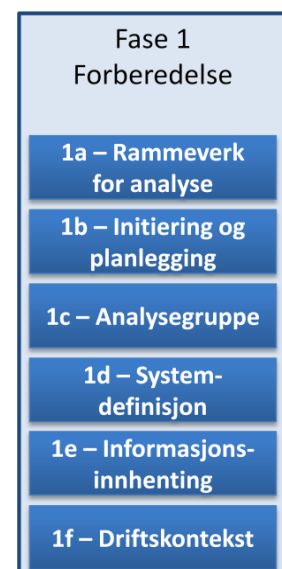 Fase 1
Forberedelse
1a – Rammeverk
for analyse
1b – Initiering og
planlegging
1c – Analysegruppe
1d – System-
definisjon
1e – Informasjons-
innhenting
1f – Driftskontekst